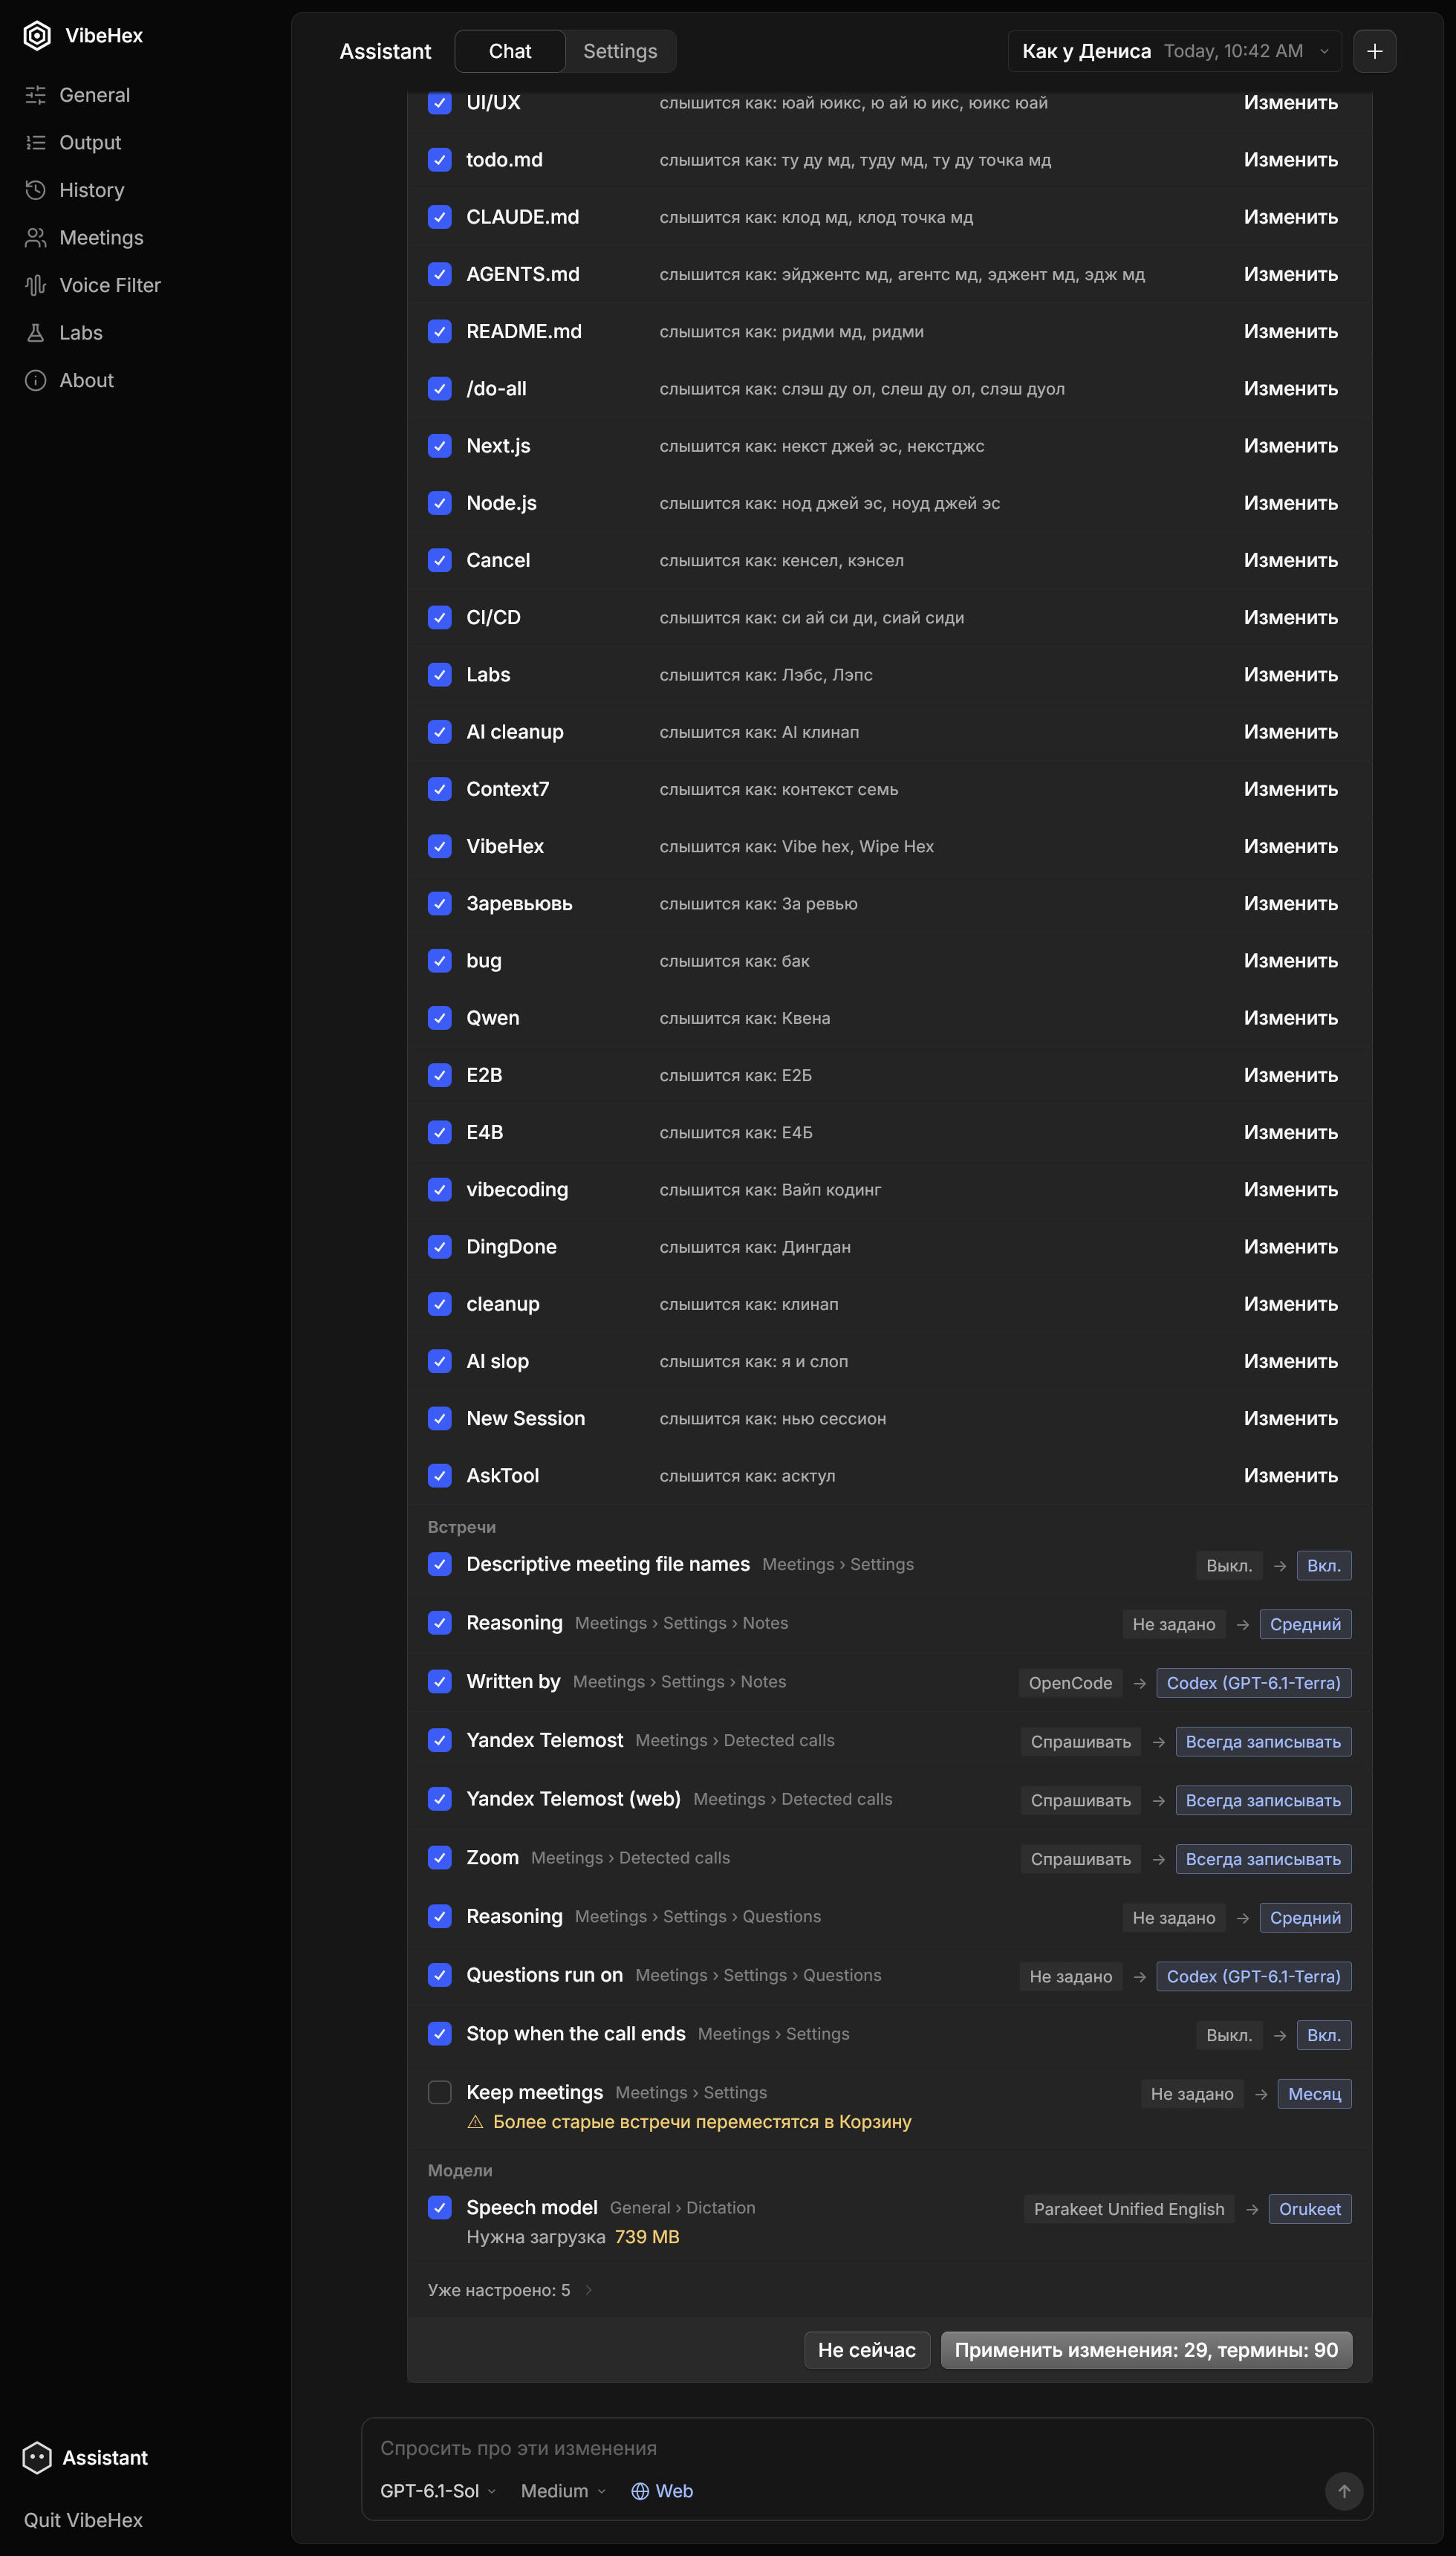 VibeHex
General
Output
History
Meetings
Voice Filter
Labs
About
Assistant
Quit VibeHex
Assistant Chat Settings Как у Дениса Today, 10:42 AM
UI/UX слышится как: юай юикс, ю ай ю икс, юикс юай Изменить
todo.md слышится как: ту ду мд, туду мд, ту ду точка мд Изменить
CLAUDE.md слышится как: клод мд, клод точка мд Изменить
AGENTS.md слышится как: эйджентс мд, агентс мд, эджент мд, эдж мд Изменить
README.md слышится как: ридми мд, ридми Изменить
/do-all слышится как: слэш ду ол, слеш ду ол, слэш дуол Изменить
Next.js слышится как: некст джей эс, некстджс Изменить
Node.js слышится как: нод джей эс, ноуд джей эс Изменить
Cancel слышится как: кенсел, кэнсел Изменить
CI/CD слышится как: си ай си ди, сиай сиди Изменить
Labs слышится как: Лэбс, Лэпс Изменить
AI cleanup слышится как: AI клинап Изменить
Context7 слышится как: контекст семь Изменить
VibeHex слышится как: Vibe hex, Wipe Hex Изменить
Заревьювь слышится как: За ревью Изменить
bug слышится как: бак Изменить
Qwen слышится как: Квена Изменить
E2B слышится как: Е2Б Изменить
E4B слышится как: Е4Б Изменить
vibecoding слышится как: Вайп кодинг Изменить
DingDone слышится как: Дингдан Изменить
cleanup слышится как: клинап Изменить
AI slop слышится как: я и слоп Изменить
New Session слышится как: нью сессион Изменить
AskTool слышится как: асктул Изменить
Встречи
Descriptive meeting file names Meetings › Settings Выкл. → Вкл.
Reasoning Meetings › Settings › Notes Не задано → Средний
Written by Meetings › Settings › Notes OpenCode → Codex (GPT-6.1-Terra)
Yandex Telemost Meetings › Detected calls Спрашивать → Всегда записывать
Yandex Telemost (web) Meetings › Detected calls Спрашивать → Всегда записывать
Zoom Meetings › Detected calls Спрашивать → Всегда записывать
Reasoning Meetings › Settings › Questions Не задано → Средний
Questions run on Meetings › Settings › Questions Не задано → Codex (GPT-6.1-Terra)
Stop when the call ends Meetings › Settings Выкл. → Вкл.
Keep meetings Meetings › Settings Не задано → Месяц
Более старые встречи переместятся в Корзину
Модели
Speech model General › Dictation Parakeet Unified English → Orukeet
Нужна загрузка 739 MB
Уже настроено: 5
Не сейчас Применить изменения: 29, термины: 90
Спросить про эти изменения
GPT-6.1-Sol Medium Web